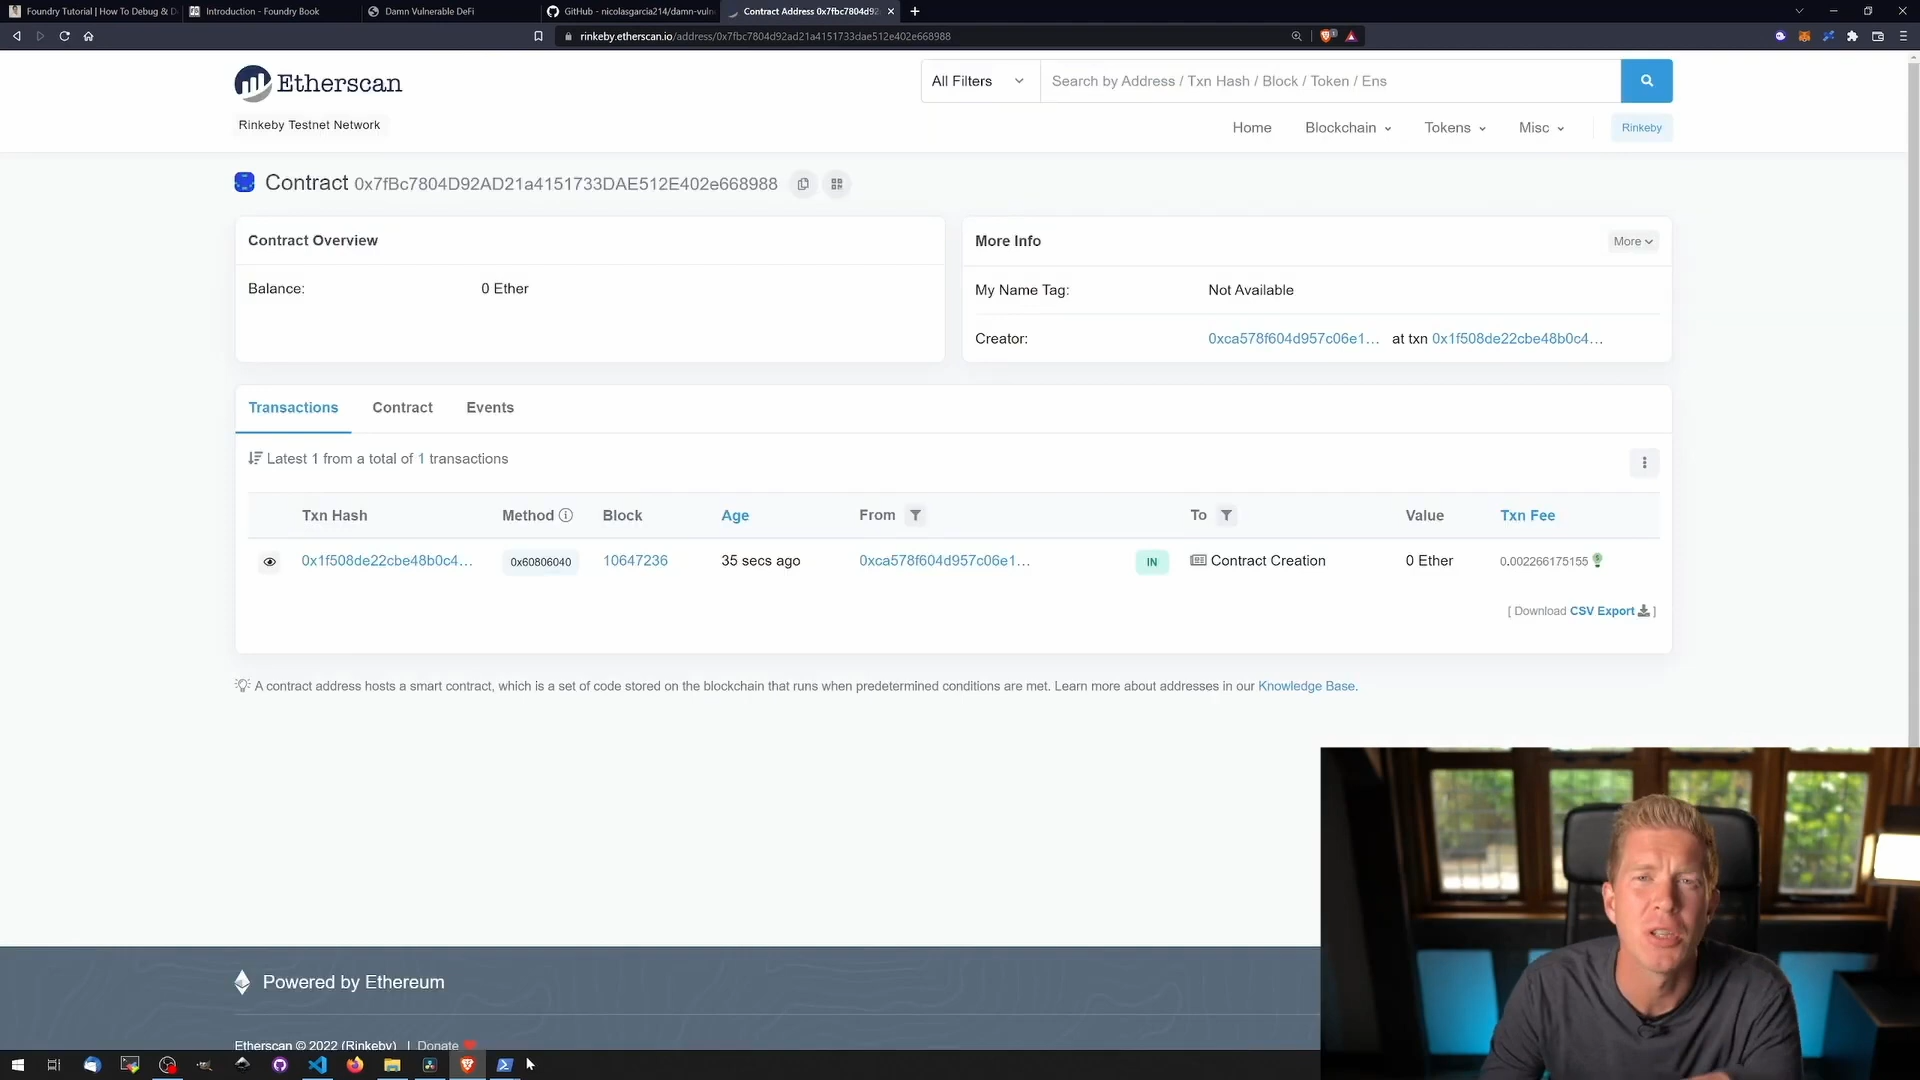 Foundry Tutorial | How To Debug & D
Introduction - Foundry Book
Damn Vulnerable DeFi
GitHub - nicolasgarcia214/damn-vuln
Contract Address 0x7fbc7804d92
rinkeby.etherscan.io/address/0x7fbc7804d92ad21a4151733dae512e402e668988
Etherscan
All Filters
Search by Address / Txn Hash / Block / Token / Ens
Rinkeby Testnet Network
Home
Blockchain
Tokens
Misc
Rinkeby
Contract 0x7fBc7804D92AD21a4151733DAE512E402e668988
Contract Overview
Balance:
0 Ether
More Info
More
My Name Tag:
Not Available
Creator:
0xca578f604d957c06e1... at txn 0x1f508de22cbe48b0c4...
Transactions
Contract
Events
Latest 1 from a total of 1 transactions
Txn Hash
Method
Block
Age
From
To
Value
Txn Fee
0x1f508de22cbe48b0c4...
0x60806040
10647236
35 secs ago
0xca578f604d957c06e1...
IN
Contract Creation
0 Ether
0.002266175155
[ Download CSV Export ]
A contract address hosts a smart contract, which is a set of code stored on the blockchain that runs when predetermined conditions are met. Learn more about addresses in our Knowledge Base.
Powered by Ethereum
Etherscan © 2022 (Rinkeby) | Donate